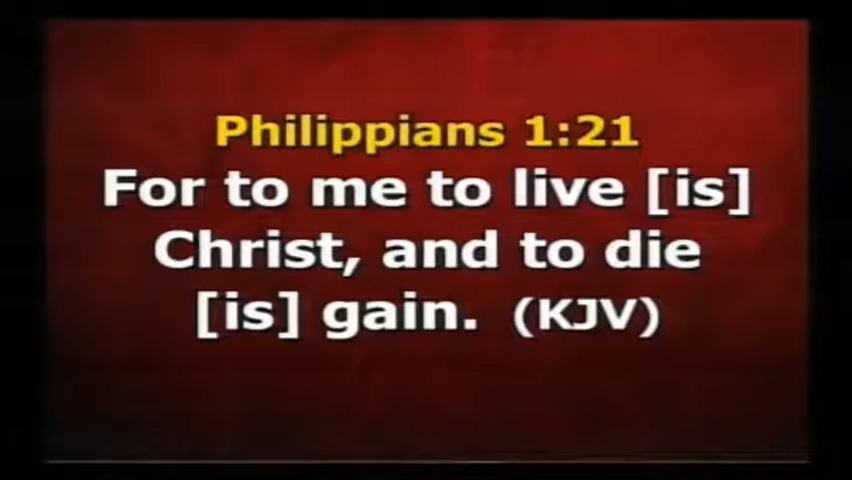 Philippians 1:21
For to me to live [is]
Christ, and to die
[is] gain. (KJV)